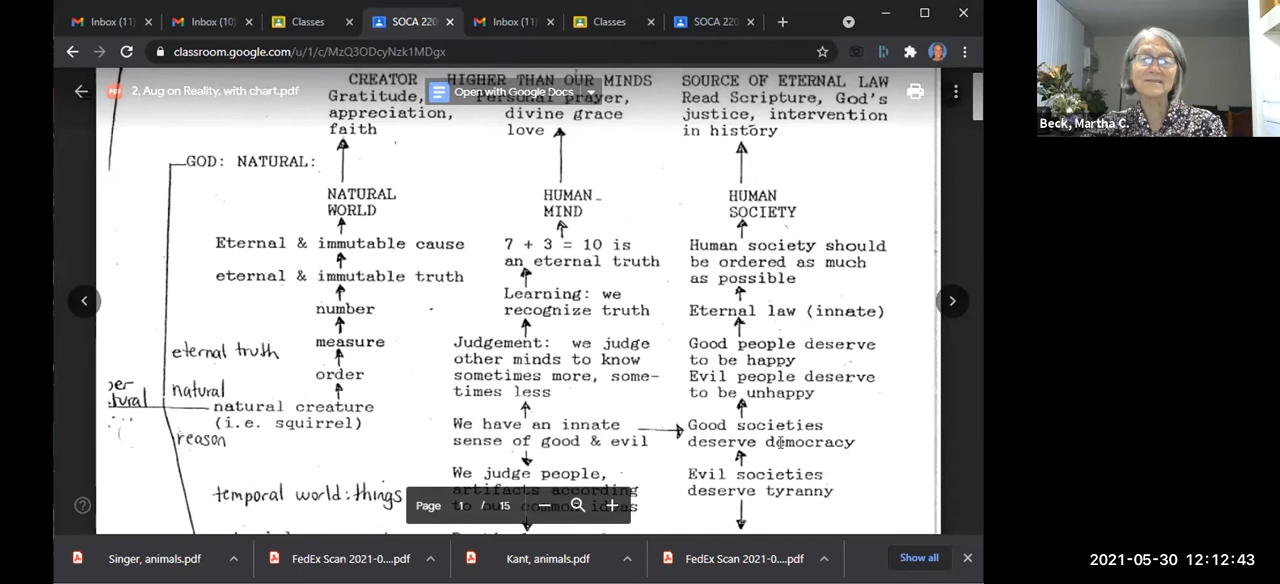 Inbox (11)
Inbox (10)
Classes
SOCA 220
Inbox (11)
Classes
SOCA 220
classroom.google.com/u/1/c/MzQ3ODcyNzk1MDgx
2, Aug on Reality, with chart.pdf
Open with Google Docs
CREATOR
Gratitude,
appreciation,
faith
HIGHER THAN OUR MINDS
Personal prayer,
divine grace
love
SOURCE OF ETERNAL LAW
Read Scripture, God's
justice, intervention
in history
GOD: NATURAL:
NATURAL
WORLD
Eternal & immutable cause
eternal & immutable truth
number
measure
order
natural creature
(i.e. squirrel)
eternal truth
natural
reason
temporal world: things
HUMAN
MIND
7 + 3 = 10 is
an eternal truth
Learning: we
recognize truth
Judgement: we judge
other minds to know
sometimes more, some-
times less
We have an innate
sense of good & evil
We judge people,
artifacts according
to our common ideas
HUMAN
SOCIETY
Human society should
be ordered as much
as possible
Eternal law (innate)
Good people deserve
to be happy
Evil people deserve
to be unhappy
Good societies
deserve democracy
Evil societies
deserve tyranny
Page 1 / 15
Singer, animals.pdf
FedEx Scan 2021-0....pdf
Kant, animals.pdf
FedEx Scan 2021-0....pdf
Show all
Beck, Martha C.
2021-05-30 12:12:43